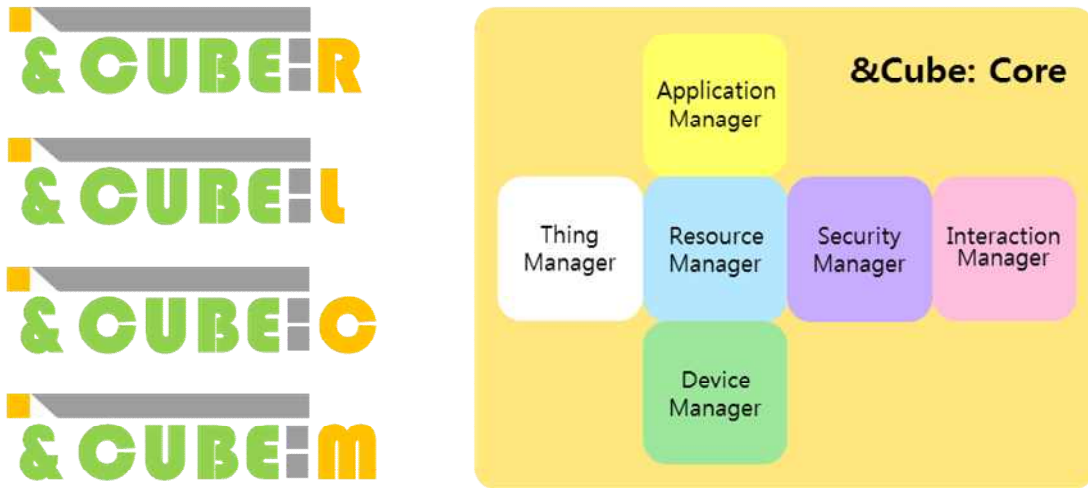 & CUBE:R
& CUBE:L
& CUBE:C
& CUBE:M
&Cube: Core
Application
Manager
Thing
Manager
Resource
Manager
Security
Manager
Interaction
Manager
Device
Manager